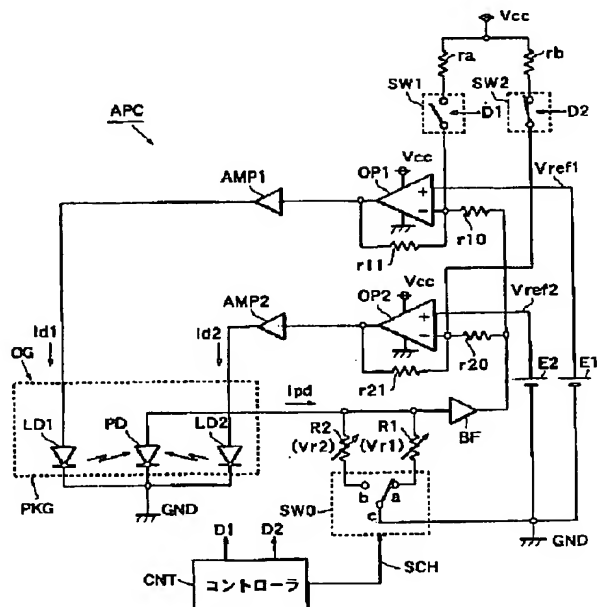 Vcc
ra
rb
SW1
SW2
D1
D2
APC
Vref1
Vcc
AMP1
OP1
+
−
r10
r11
Vcc
AMP2
OP2
Vref2
+
−
r20
r21
Id1
Id2
E2
E1
OG
Ipd
LD1
PD
LD2
R2
(Vr2)
R1
(Vr1)
BF
b
a
c
PKG
GND
SW0
GND
D1
D2
CNT
コントローラ
SCH